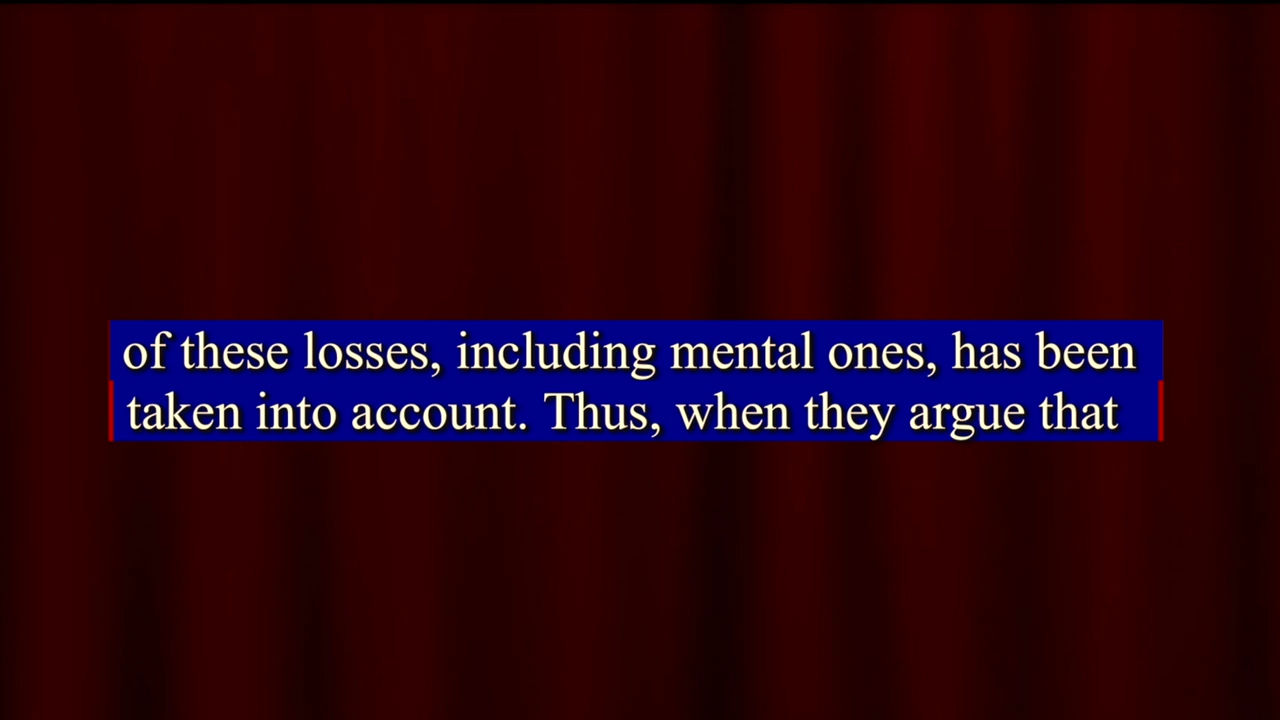 of these losses, including mental ones, has been
taken into account. Thus, when they argue that